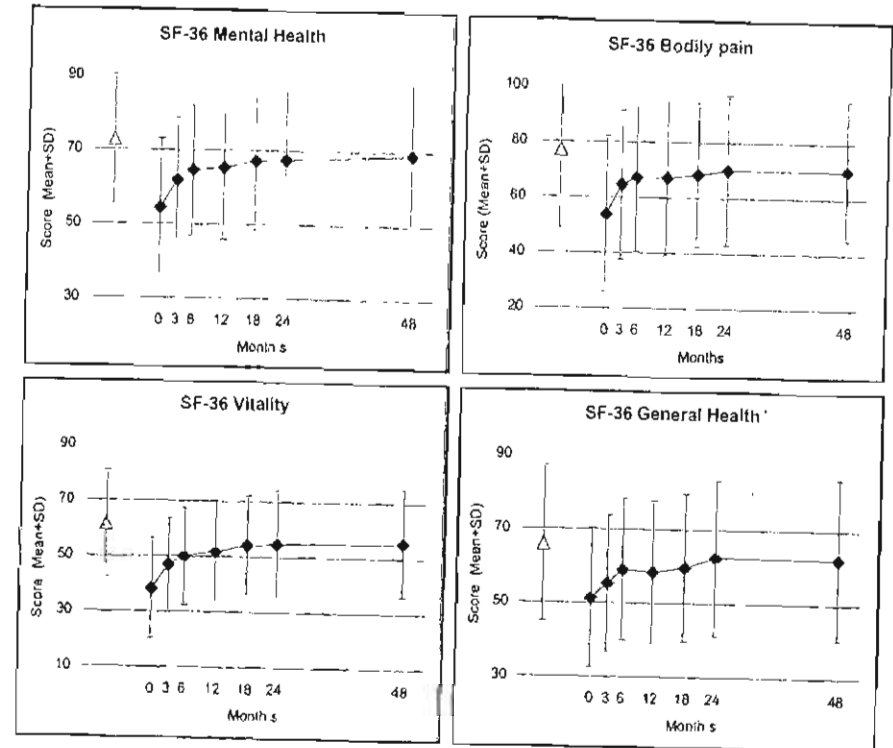 SF-36 Mental Health
90
70
50
30
Score (Mean+SD)
0 3 6 12 18 24 48
Month s
SF-36 Bodily pain
100
80
60
40
20
Score (Mean+SD)
0 3 6 12 18 24 48
Months
SF-36 Vitality
90
70
50
30
10
Score (Mean+SD)
0 3 6 12 18 24 48
Month s
SF-36 General Health
90
70
50
30
Score (Mean+SD)
0 3 6 12 18 24 48
Month s